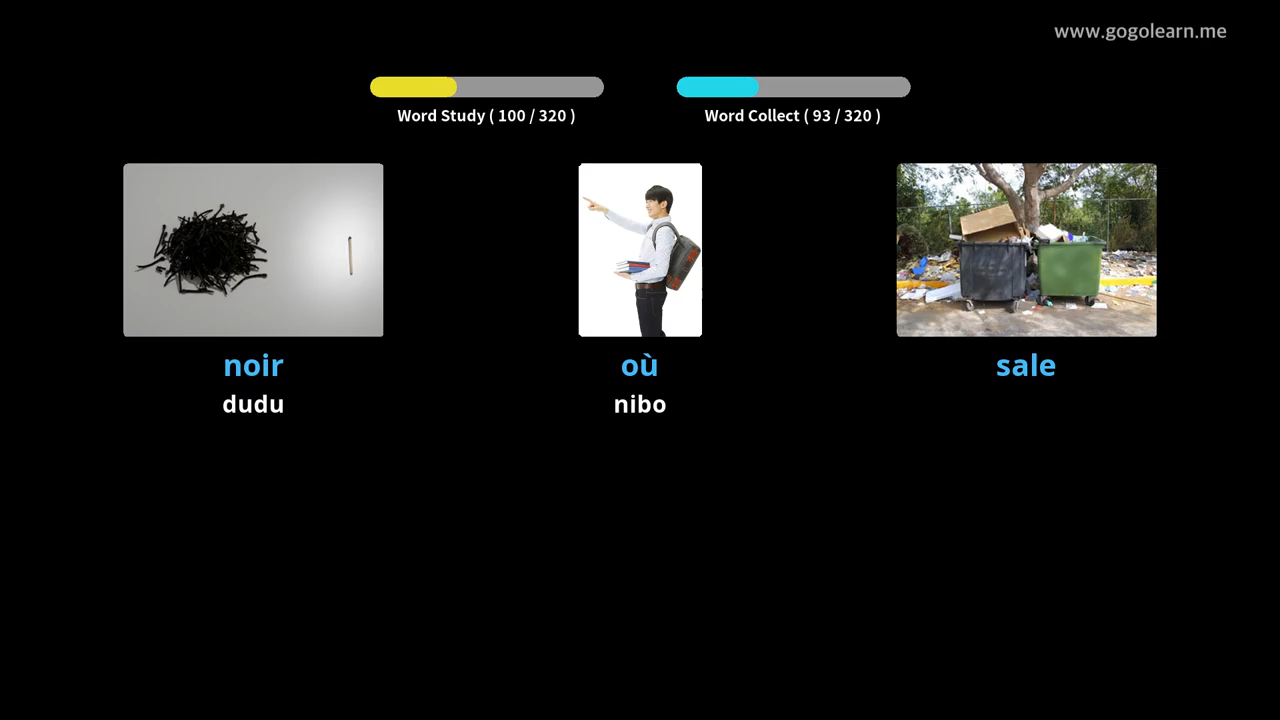 www.gogolearn.me
Word Study ( 100 / 320 )
Word Collect ( 93 / 320 )
noir
où
sale
dudu
nibo